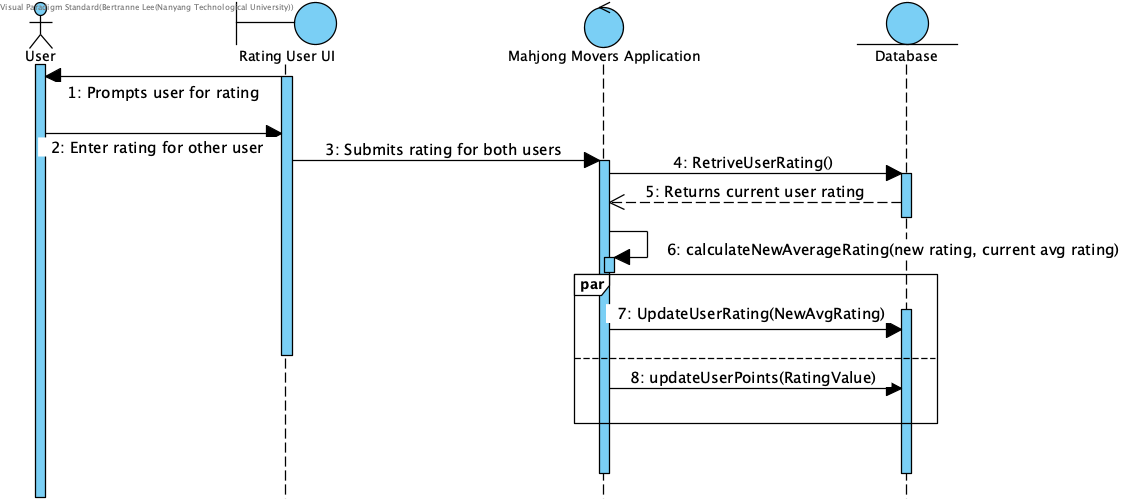 Visual Paradigm Standard(Bertranne Lee(Nanyang Technological University))
User
Rating User UI
Mahjong Movers Application
Database
1: Prompts user for rating
2: Enter rating for other user
3: Submits rating for both users
4: RetriveUserRating()
5: Returns current user rating
6: calculateNewAverageRating(new rating, current avg rating)
par
7: UpdateUserRating(NewAvgRating)
8: updateUserPoints(RatingValue)